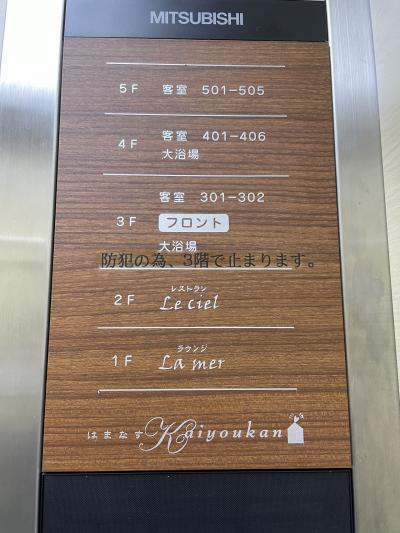 MITSUBISHI
5F 客室 501-505
4F 客室 401-406
大浴場
客室 301-302
3F フロント
大浴場
防犯の為、3階で止まります。
レストラン
2F Le ciel
ラウンジ
1F La mer
はまなす Kaiyoukan